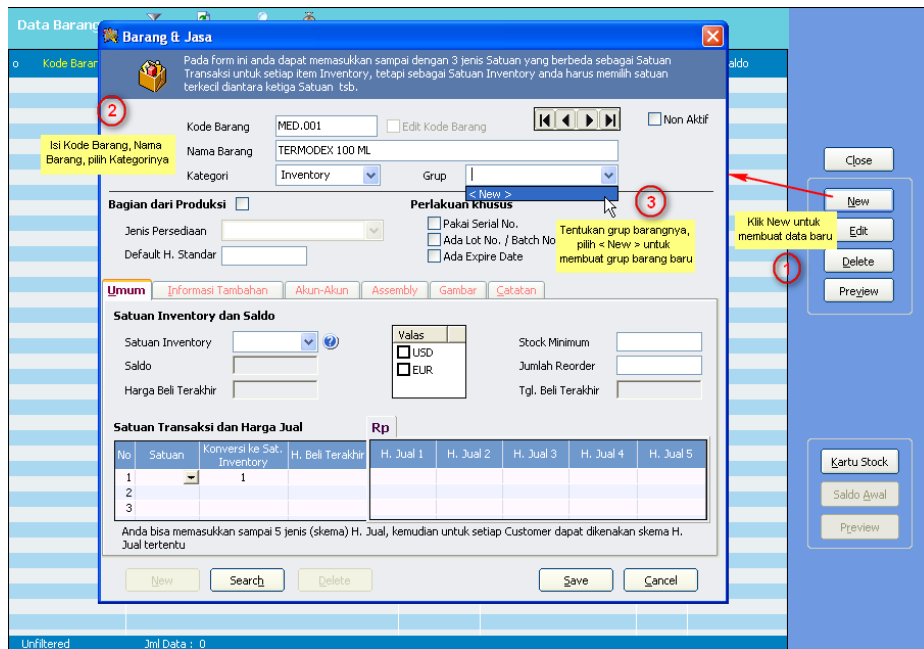 Data Barang
Barang & Jasa
o Kode Barar
aldo
Pada form ini anda dapat memasukkan sampai dengan 3 jenis Satuan yang berbeda sebagai Satuan
Transaksi untuk setiap item Inventory, tetapi sebagai Satuan Inventory anda harus memilih satuan
terkecil diantara ketiga Satuan tsb.
2
Isi Kode Barang, Nama
Barang, pilih Kategorinya
Kode Barang MED.001 Edit Kode Barang Non Aktif
Nama Barang TERMODEX 100 ML
Kategori Inventory Grup
< New >
Bagian dari Produksi Perlakuan khusus
3
Jenis Persediaan
Default H. Standar
Pakai Serial No.
Ada Lot No. / Batch No
Ada Expire Date
Tentukan grup barangnya,
pilih < New > untuk
membuat grup barang baru
Close
New
Edit
Delete
Preview
Klik New untuk
membuat data baru
1
Umum Informasi Tambahan Akun-Akun Assembly Gambar Catatan
Satuan Inventory dan Saldo
Satuan Inventory
Saldo
Harga Beli Terakhir
Valas
USD
EUR
Stock Minimum
Jumlah Reorder
Tgl. Beli Terakhir
Satuan Transaksi dan Harga Jual Rp
No Satuan Konversi ke Sat. Inventory H. Beli Terakhir H. Jual 1 H. Jual 2 H. Jual 3 H. Jual 4 H. Jual 5
1 1
2
3
Anda bisa memasukkan sampai 5 jenis (skema) H. Jual, kemudian untuk setiap Customer dapat dikenakan skema H.
Jual tertentu
New Search Delete Save Cancel
Kartu Stock
Saldo Awal
Preview
Unfiltered Jml Data : 0